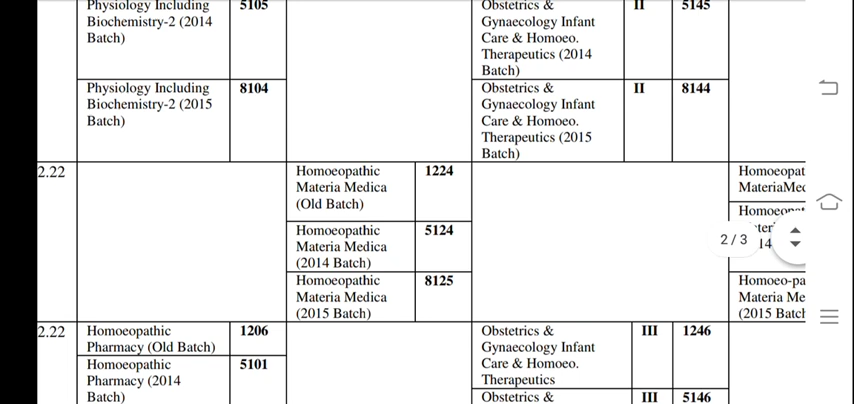 Physiology Including
Biochemistry-2 (2014
Batch)
5105
Obstetrics &
Gynaecology Infant
Care & Homoeo.
Therapeutics (2014
Batch)
II
5145
Physiology Including
Biochemistry-2 (2015
Batch)
8104
Obstetrics &
Gynaecology Infant
Care & Homoeo.
Therapeutics (2015
Batch)
II
8144
2.22
Homoeopathic
Materia Medica
(Old Batch)
1224
Homoeopat
MateriaMed
Homoeopathic
Materia Medica
(2014 Batch)
5124
2/3
14
Homoeopathic
Materia Medica
(2015 Batch)
8125
Homoeo-pa
Materia Me
(2015 Batch
2.22
Homoeopathic
Pharmacy (Old Batch)
1206
Obstetrics &
Gynaecology Infant
Care & Homoeo.
Therapeutics
III
1246
Homoeopathic
Pharmacy (2014
Batch)
5101
Obstetrics &
III
5146